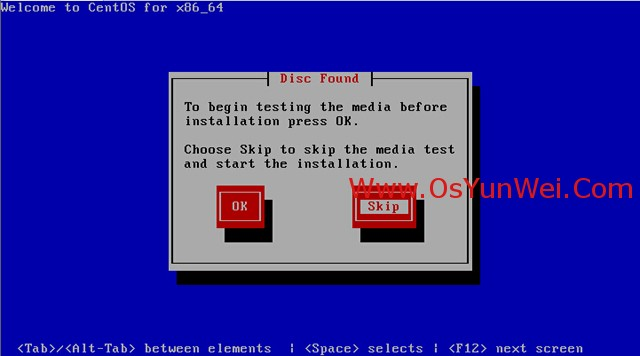 Welcome to CentOS for x86_64
Disc Found
To begin testing the media before
installation press OK.
Choose Skip to skip the media test
and start the installation.
OK
Skip
Www.OsYunWei.Com
<Tab>/<Alt-Tab> between elements | <Space> selects | <F12> next screen